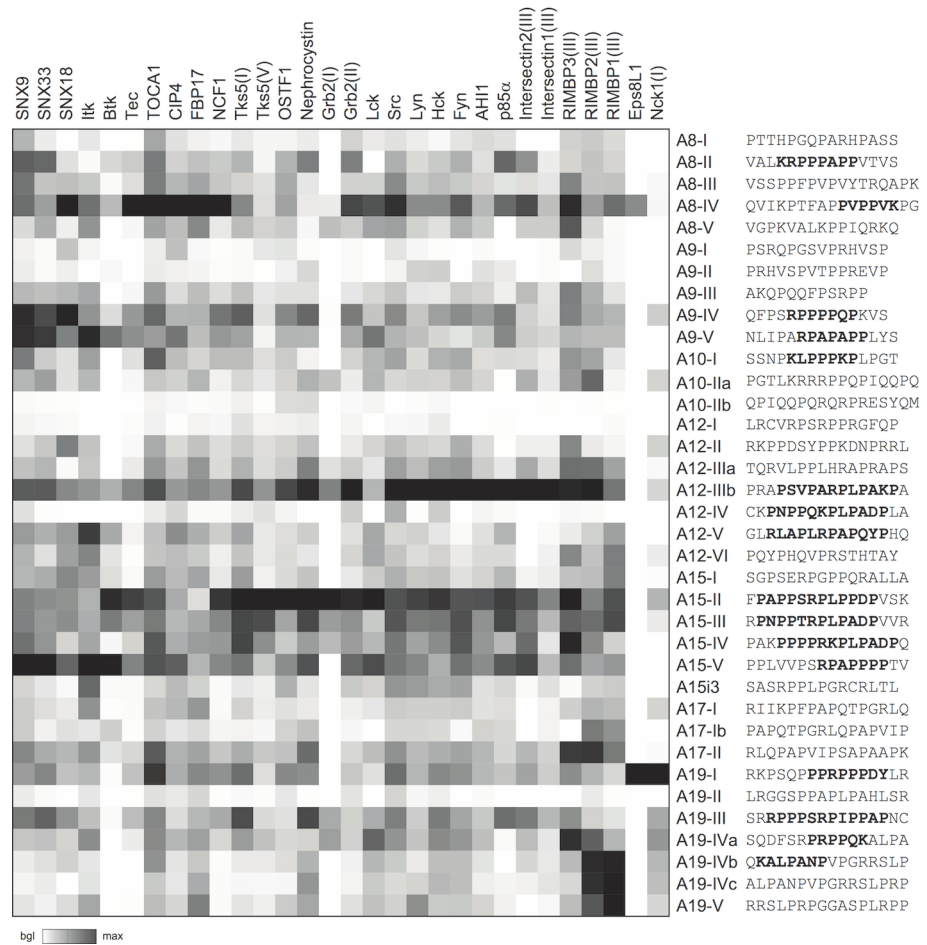 SNX9
SNX33
SNX18
Itk
Btk
Tec
TOCA1
CIP4
FBP17
NCF1
Tks5(I)
Tks5(V)
OSTF1
Nephrocystin
Grb2(I)
Grb2(III)
Lck
Src
Lyn
Hck
Fyn
AHI1
p85α
Intersectin2(III)
Intersectin1(III)
RIMBP3(III)
RIMBP2(III)
RIMBP1(III)
Eps8L1
Nck1(I)
A8-I PTTHPGQPARHPASS
A8-II VALKRPPPAPPVTVS
A8-III VSSPPFPVPVYTRQAPK
A8-IV QVIKPTFAPPVPPVKPG
A8-V VGPKVALKPPIQRKQ
A9-I PSRQPGSVPRHVSP
A9-II PRHVSPVTPPREVP
A9-III AKQPQQFPSRPP
A9-IV QFPSRPPPPQPKVS
A9-V NLIPARPAPAPPLYS
A10-I SSNPKLPPPKPLPGT
A10-IIa PGTLKRRRPPQPIQQPQ
A10-IIb QPIQQPQRQRPRESYQM
A12-I LRCVRPSRPPRGFQP
A12-II RKPPDSYPPKDNPRRL
A12-IIIa TQRVLPPLHRAPRAPS
A12-IIIb PRAPSVPARPLPAKPA
A12-IV CKPNPPQKPLPADPLA
A12-V GLRLAPLRPAPQYPHQ
A12-VI PQYPHQVPRSTHTAY
A15-I SGPSERPGPPQRALLA
A15-II FPAPPSRPLPPDPVSK
A15-III RPNPPTRPLPADPVVR
A15-IV PAKPPPPRKPLPADPQ
A15-V PPLVVPSRPAPPPPTV
A15i3 SASRPPLPGRCRLTL
A17-I RIIKPFPAPQTPGRLQ
A17-Ib PAPQTPGRLQPAPVIP
A17-II RLQPAPVIPSAPAAPK
A19-I RKPSQPPPRPPPDYLR
A19-II LRGGSPPAPLPAHLSR
A19-III SRRPPPSRPIPPAPNC
A19-IVa SQDFSRPRPPQKALPA
A19-IVb QKALPANPVPGRRSLP
A19-IVc ALPANPVPGRRSLPRP
A19-V RRSLPRPGGASPLRPP
bgl max